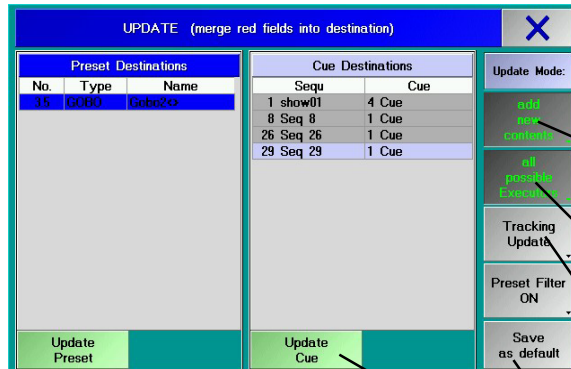 UPDATE (merge red fields into destination)
Preset Destinations
No. Type Name
3.5 GOBO Gobo2<>
Update
Preset
Cue Destinations
Sequ Cue
1 show01 4 Cue
8 Seq 8 1 Cue
26 Seq 26 1 Cue
29 Seq 29 1 Cue
Update
Cue
Update Mode:
add
new
contents
all
possible
Executors
Tracking
Update
Preset Filter
ON
Save
as default